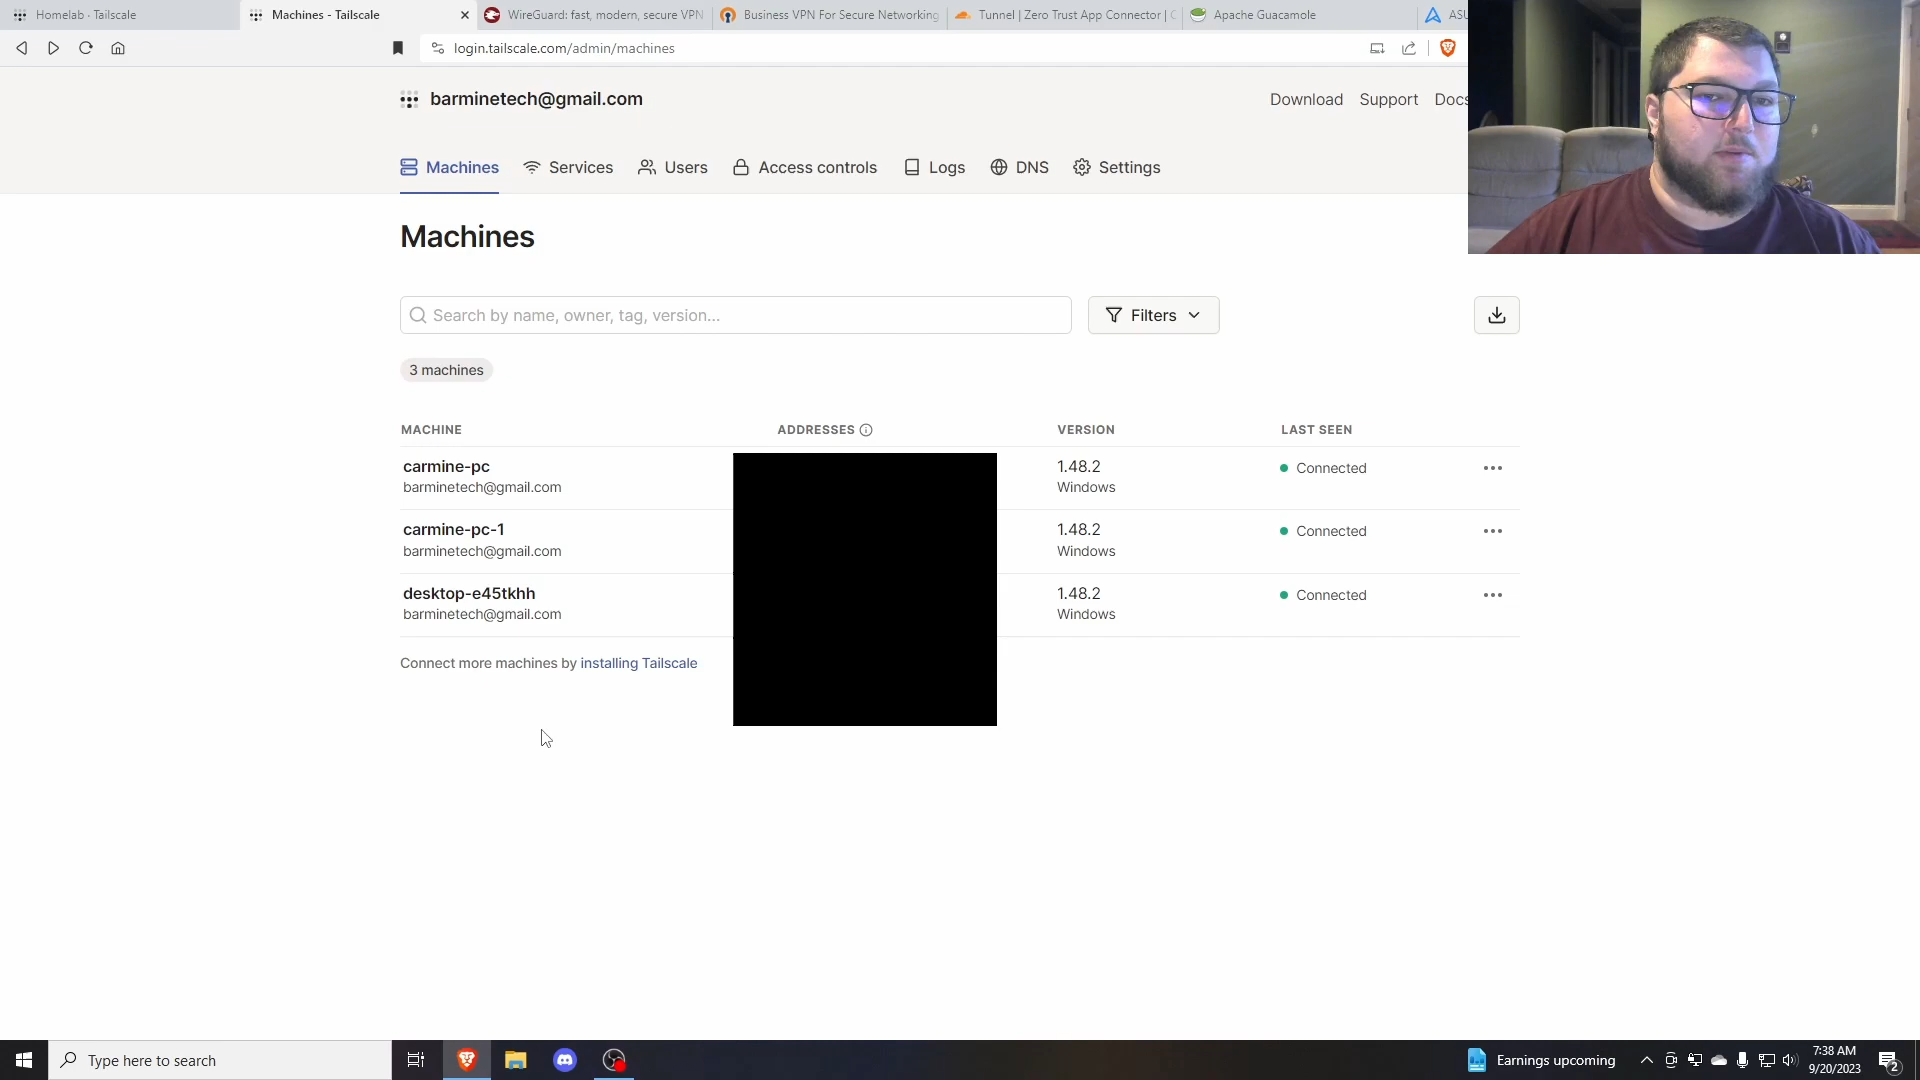 Homelab · Tailscale
Machines - Tailscale
WireGuard: fast, modern, secure VPN
Business VPN For Secure Networking
Tunnel | Zero Trust App Connector |
Apache Guacamole
ASU
login.tailscale.com/admin/machines
barminetech@gmail.com
Download
Support
Docs
Machines
Services
Users
Access controls
Logs
DNS
Settings
Machines
Search by name, owner, tag, version...
Filters
3 machines
MACHINE
ADDRESSES
VERSION
LAST SEEN
carmine-pc
1.48.2
Connected
barminetech@gmail.com
Windows
carmine-pc-1
1.48.2
Connected
barminetech@gmail.com
Windows
desktop-e45tkhh
1.48.2
Connected
barminetech@gmail.com
Windows
Connect more machines by installing Tailscale
Type here to search
Earnings upcoming
7:38 AM
9/20/2023
2